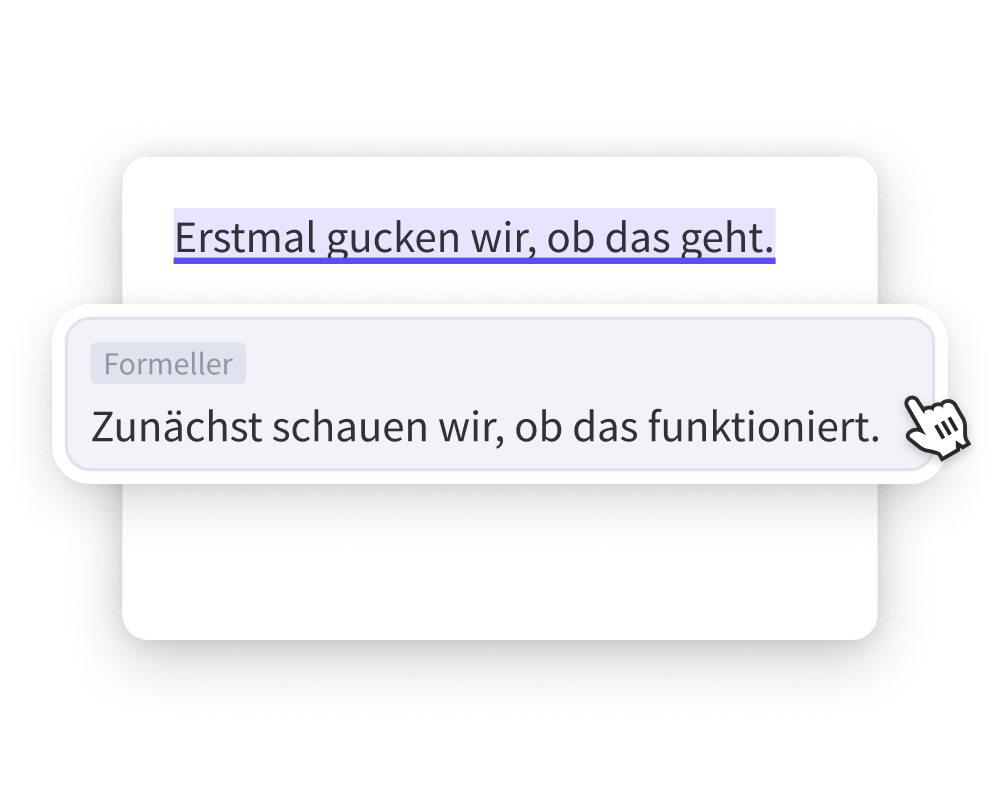 Erstmal gucken wir, ob das geht.
Formeller
Zunächst schauen wir, ob das funktioniert.